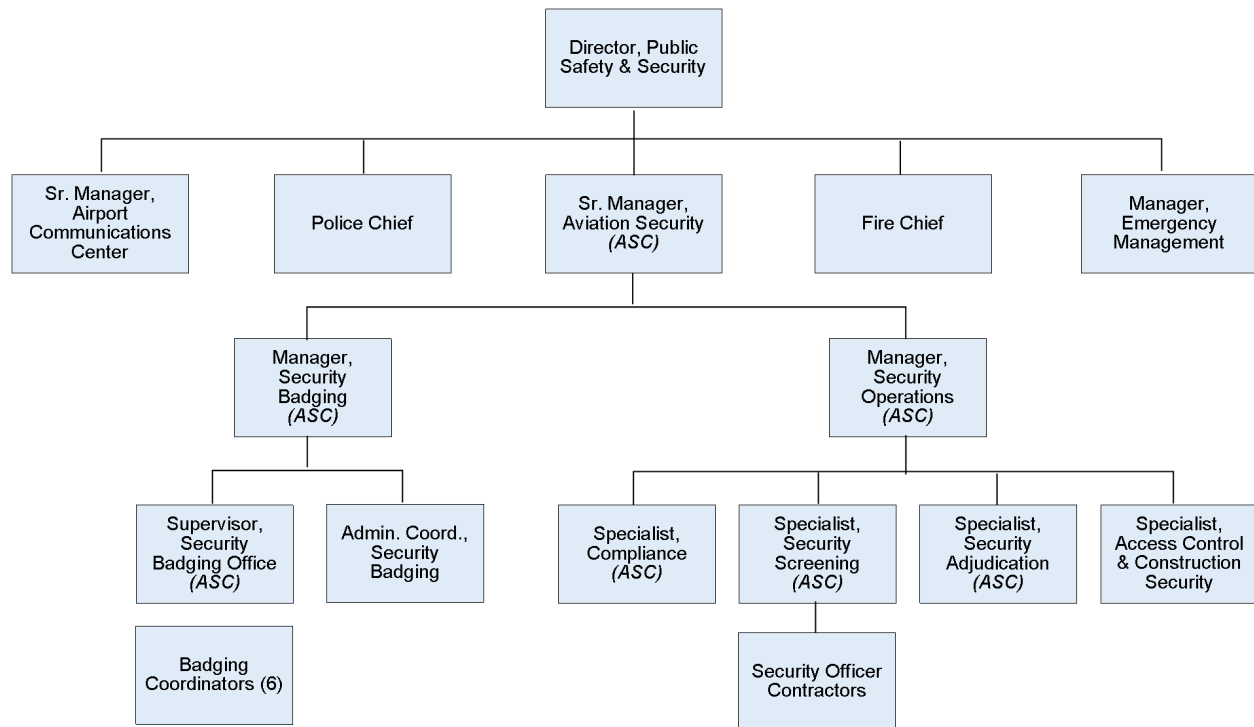 Director, Public
Safety & Security
Sr. Manager,
Airport
Communications
Center
Police Chief
Sr. Manager,
Aviation Security
(ASC)
Fire Chief
Manager,
Emergency
Management
Manager,
Security
Badging
(ASC)
Manager,
Security
Operations
(ASC)
Supervisor,
Security
Badging Office
(ASC)
Admin. Coord.,
Security
Badging
Specialist,
Compliance
(ASC)
Specialist,
Security
Screening
(ASC)
Specialist,
Security
Adjudication
(ASC)
Specialist,
Access Control
& Construction
Security
Badging
Coordinators (6)
Security Officer
Contractors